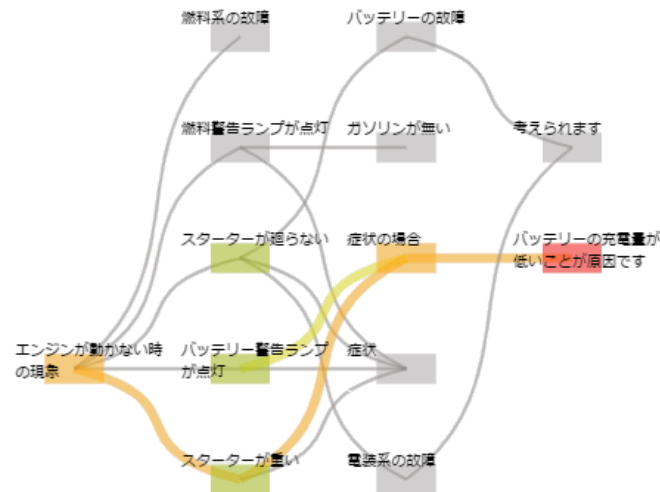 燃料系の故障
バッテリーの故障
燃料警告ランプが点灯
ガソリンが無い
考えられます
スターターが廻らない
症状の場合
バッテリーの充電量が
低いことが原因です
エンジンが動かない時
の現象
バッテリー警告ランプ
が点灯
症状
スターターが重い
電装系の故障